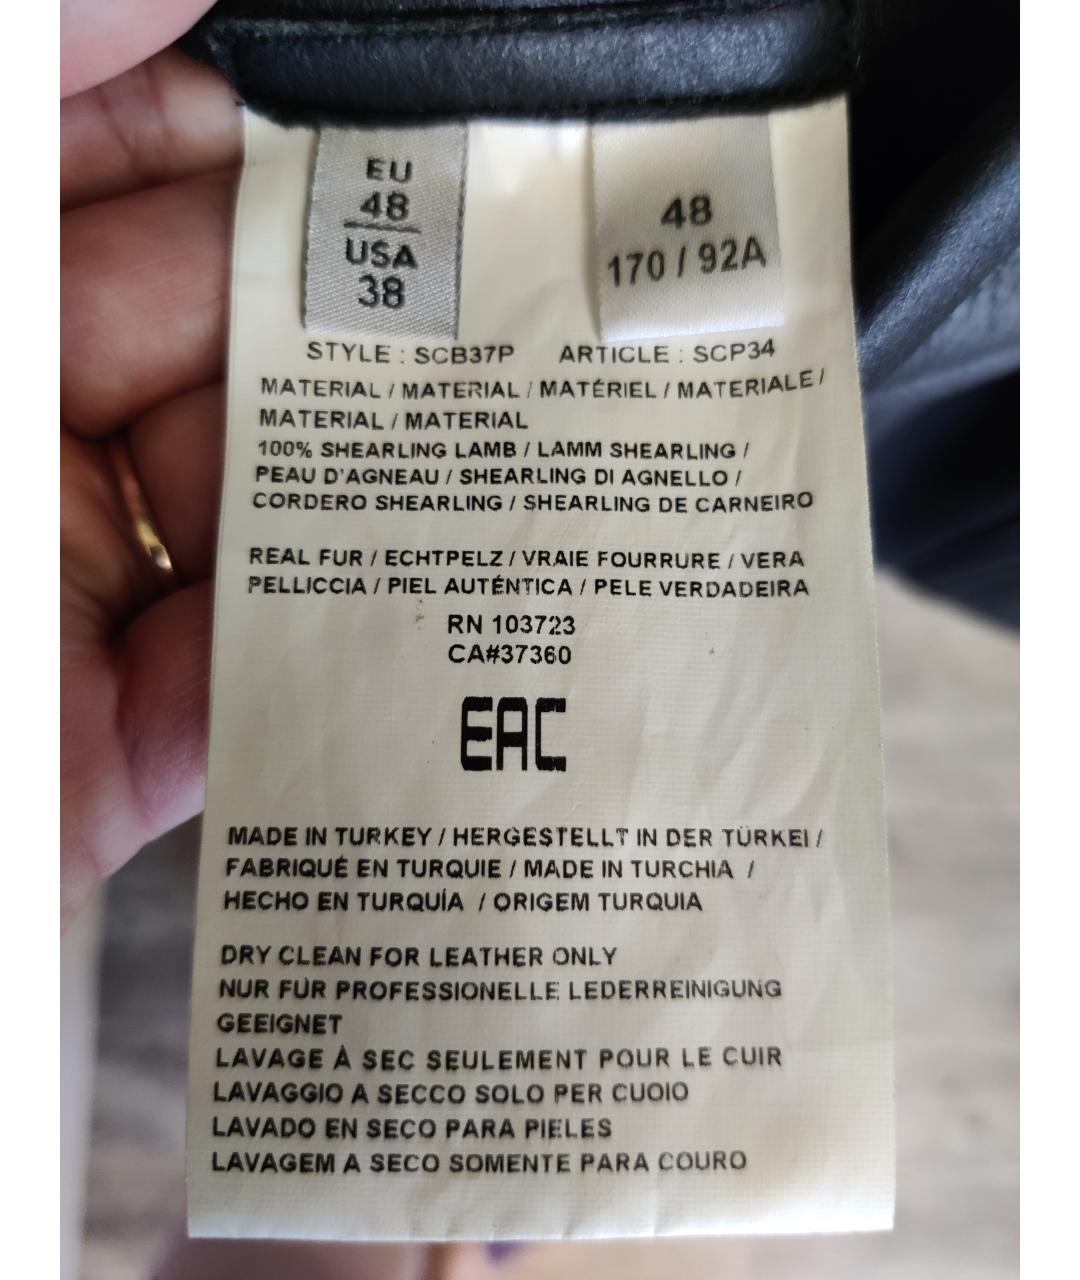 EU
48
USA
38
48
170 / 92A
STYLE : SCB37P ARTICLE : SCP34
MATERIAL / MATERIAL / MATÉRIEL / MATERIALE /
MATERIAL / MATERIAL
100% SHEARLING LAMB / LAMM SHEARLING /
PEAU D'AGNEAU / SHEARLING DI AGNELLO /
CORDERO SHEARLING / SHEARLING DE CARNEIRO
REAL FUR / ECHTPELZ / VRAIE FOURRURE / VERA
PELLICCIA / PIEL AUTÉNTICA / PELE VERDADEIRA
RN 103723
CA#37360
EAC
MADE IN TURKEY / HERGESTELLT IN DER TÜRKEI /
FABRIQUÉ EN TURQUIE / MADE IN TURCHIA /
HECHO EN TURQUÍA / ORIGEM TURQUIA
DRY CLEAN FOR LEATHER ONLY
NUR FÜR PROFESSIONELLE LEDERREINIGUNG
GEEIGNET
LAVAGE À SEC SEULEMENT POUR LE CUIR
LAVAGGIO A SECCO SOLO PER CUOIO
LAVADO EN SECO PARA PIELES
LAVAGEM A SECO SOMENTE PARA COURO